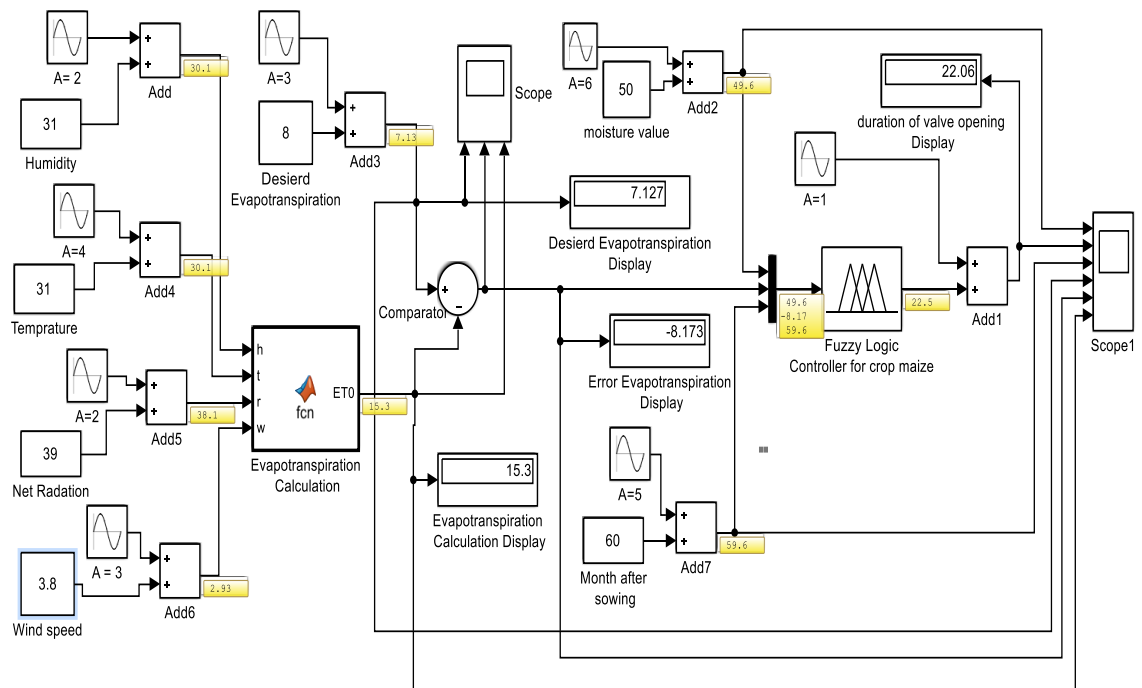 A= 2
+
+
30.1
Add
31
Humidity
A=3
+
+
7.13
8
Add3
Desierd
Evapotranspiration
Scope
A=6
+
+
49.6
50
Add2
moisture value
22.06
duration of valve opening
Display
A=1
7.127
Desierd Evapotranspiration
Display
A=4
+
+
30.1
31
Add4
Temprature
+
−
Comparator
49.6
-8.17
59.6
Fuzzy Logic
Controller for crop maize
22.5
+
+
Add1
Scope1
-8.173
Error Evapotranspiration
Display
h
t
r
w
fcn
ET0
15.3
Evapotranspiration
Calculation
A=2
+
+
38.1
39
Add5
Net Radation
15.3
Evapotranspiration
Calculation Display
A=5
+
+
59.6
60
Add7
Month after
sowing
A = 3
+
+
2.93
3.8
Add6
Wind speed